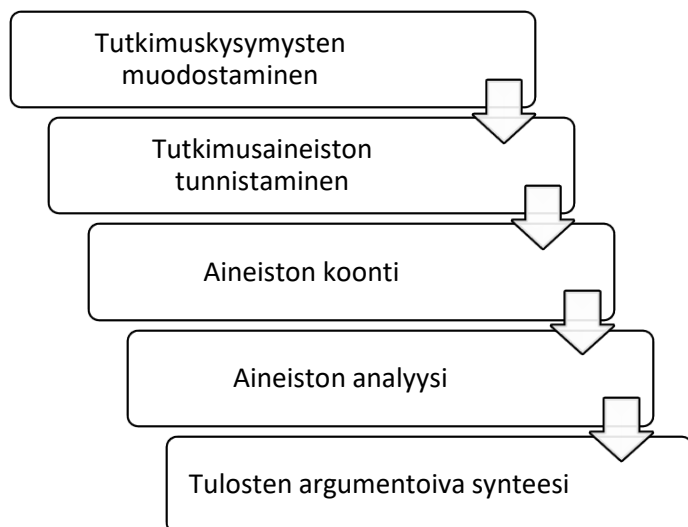 Tutkimuskysymysten
muodostaminen
Tutkimusaineiston
tunnistaminen
Aineiston koonti
Aineiston analyysi
Tulosten argumentoiva synteesi